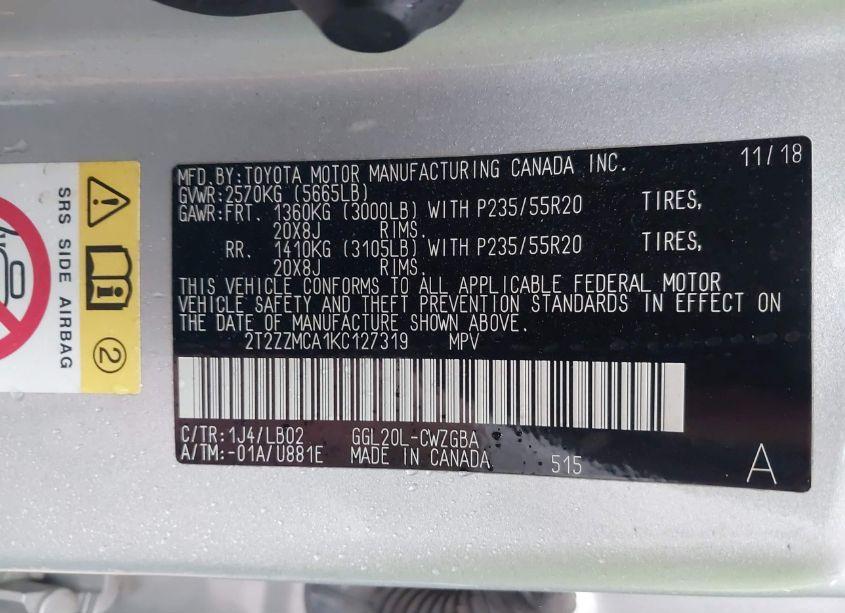 MFD.BY:TOYOTA MOTOR MANUFACTURING CANADA INC. 11/18
GVWR:2570KG (5665LB)
GAWR:FRT. 1360KG (3000LB) WITH P235/55R20 TIRES,
20X8J RIMS.
RR. 1410KG (3105LB) WITH P235/55R20 TIRES,
20X8J RIMS.
THIS VEHICLE CONFORMS TO ALL APPLICABLE FEDERAL MOTOR
VEHICLE SAFETY AND THEFT PREVENTION STANDARDS IN EFFECT ON
THE DATE OF MANUFACTURE SHOWN ABOVE.
2T2ZZMCA1KC127319 MPV
C/TR:1J4/LB02 GGL20L-CWZGBA
A/TM:-01A/U881E MADE IN CANADA 515 A
SRS SIDE AIRBAG
2